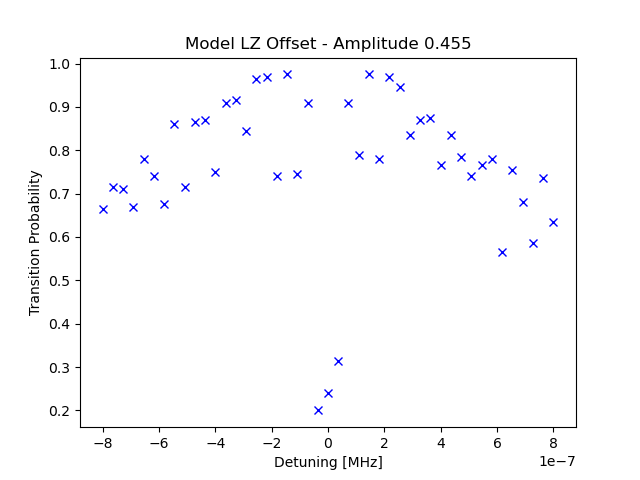 Model LZ Offset - Amplitude 0.455
1.0
0.9
0.8
0.7
0.6
0.5
0.4
0.3
0.2
Transition Probability
−8 −6 −4 −2 0 2 4 6 8
1e−7
Detuning [MHz]